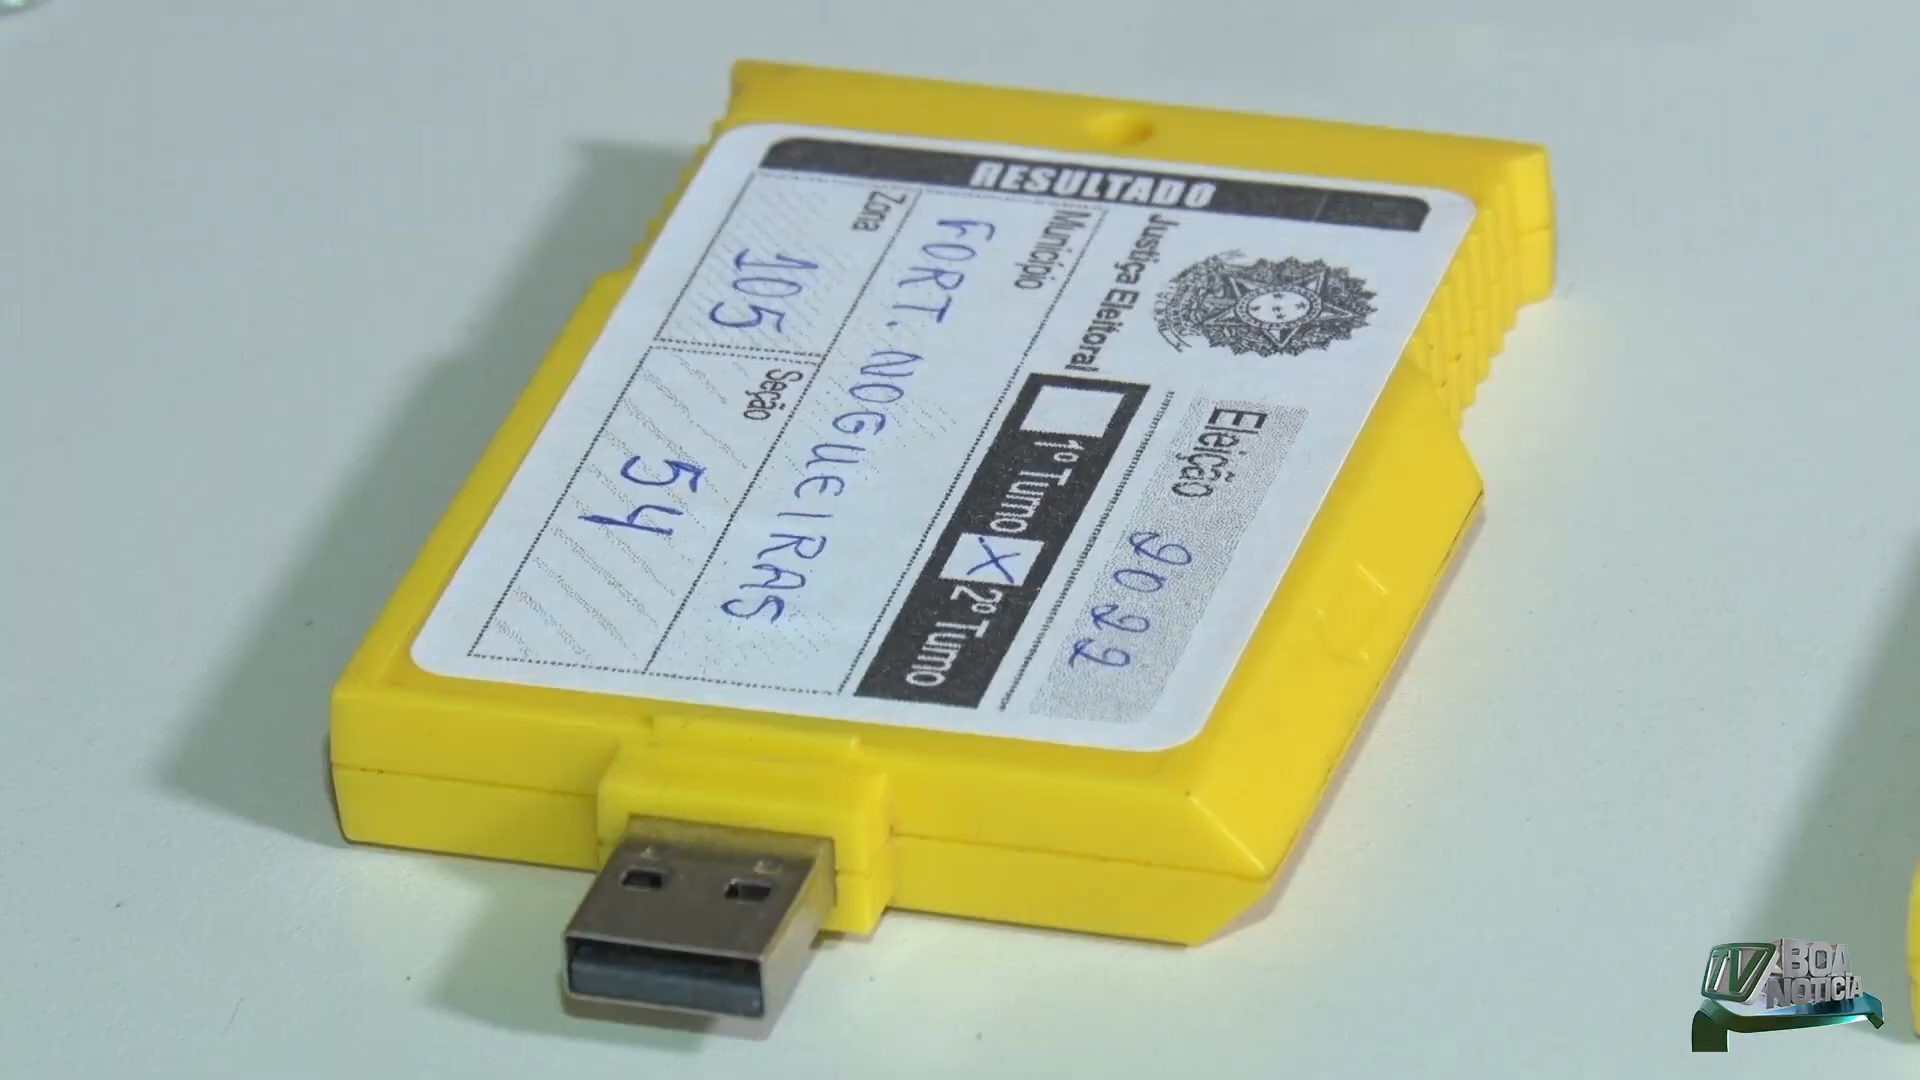 RESULTADO
Justiça Eleitoral
Eleição 2022
1º Turno X 2º Turno
Município
FORT. NOGUEIRAS
Zona
105
Seção
54
TV BOA
NOTÍCIA